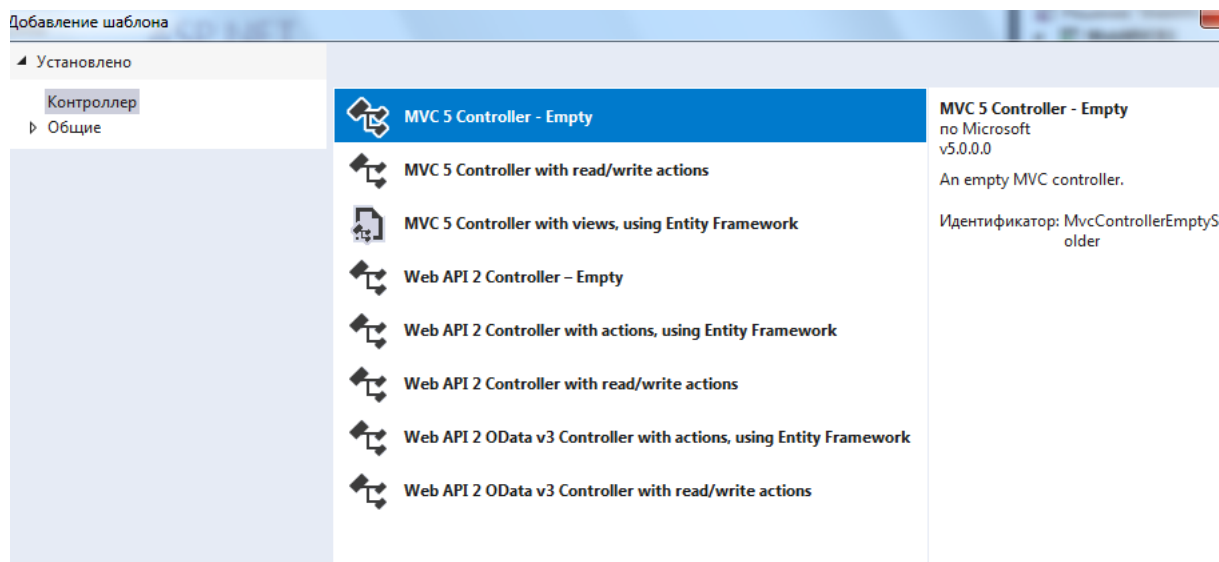 Добавление шаблона
Установлено
Контроллер
Общие
MVC 5 Controller - Empty
MVC 5 Controller with read/write actions
MVC 5 Controller with views, using Entity Framework
Web API 2 Controller – Empty
Web API 2 Controller with actions, using Entity Framework
Web API 2 Controller with read/write actions
Web API 2 OData v3 Controller with actions, using Entity Framework
Web API 2 OData v3 Controller with read/write actions
MVC 5 Controller - Empty
по Microsoft
v5.0.0.0
An empty MVC controller.
Идентификатор: MvcControllerEmptyS
older